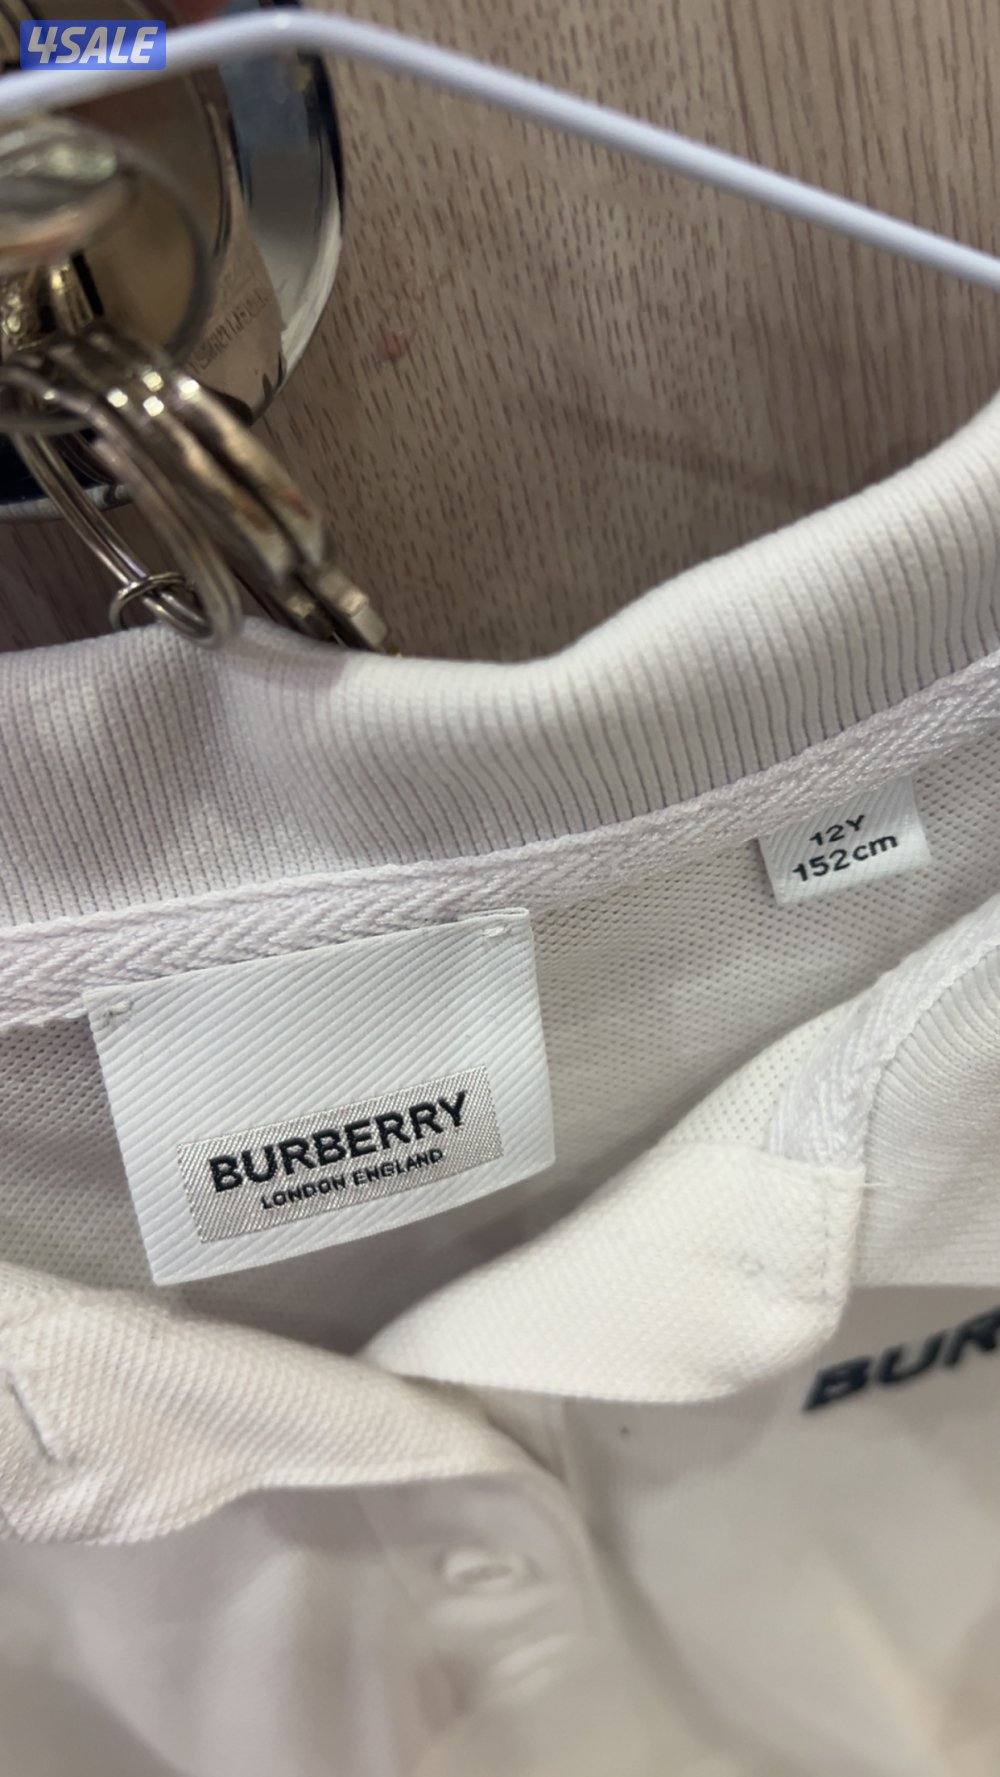 4SALE
12Y
152cm
BURBERRY
LONDON ENGLAND
BUR